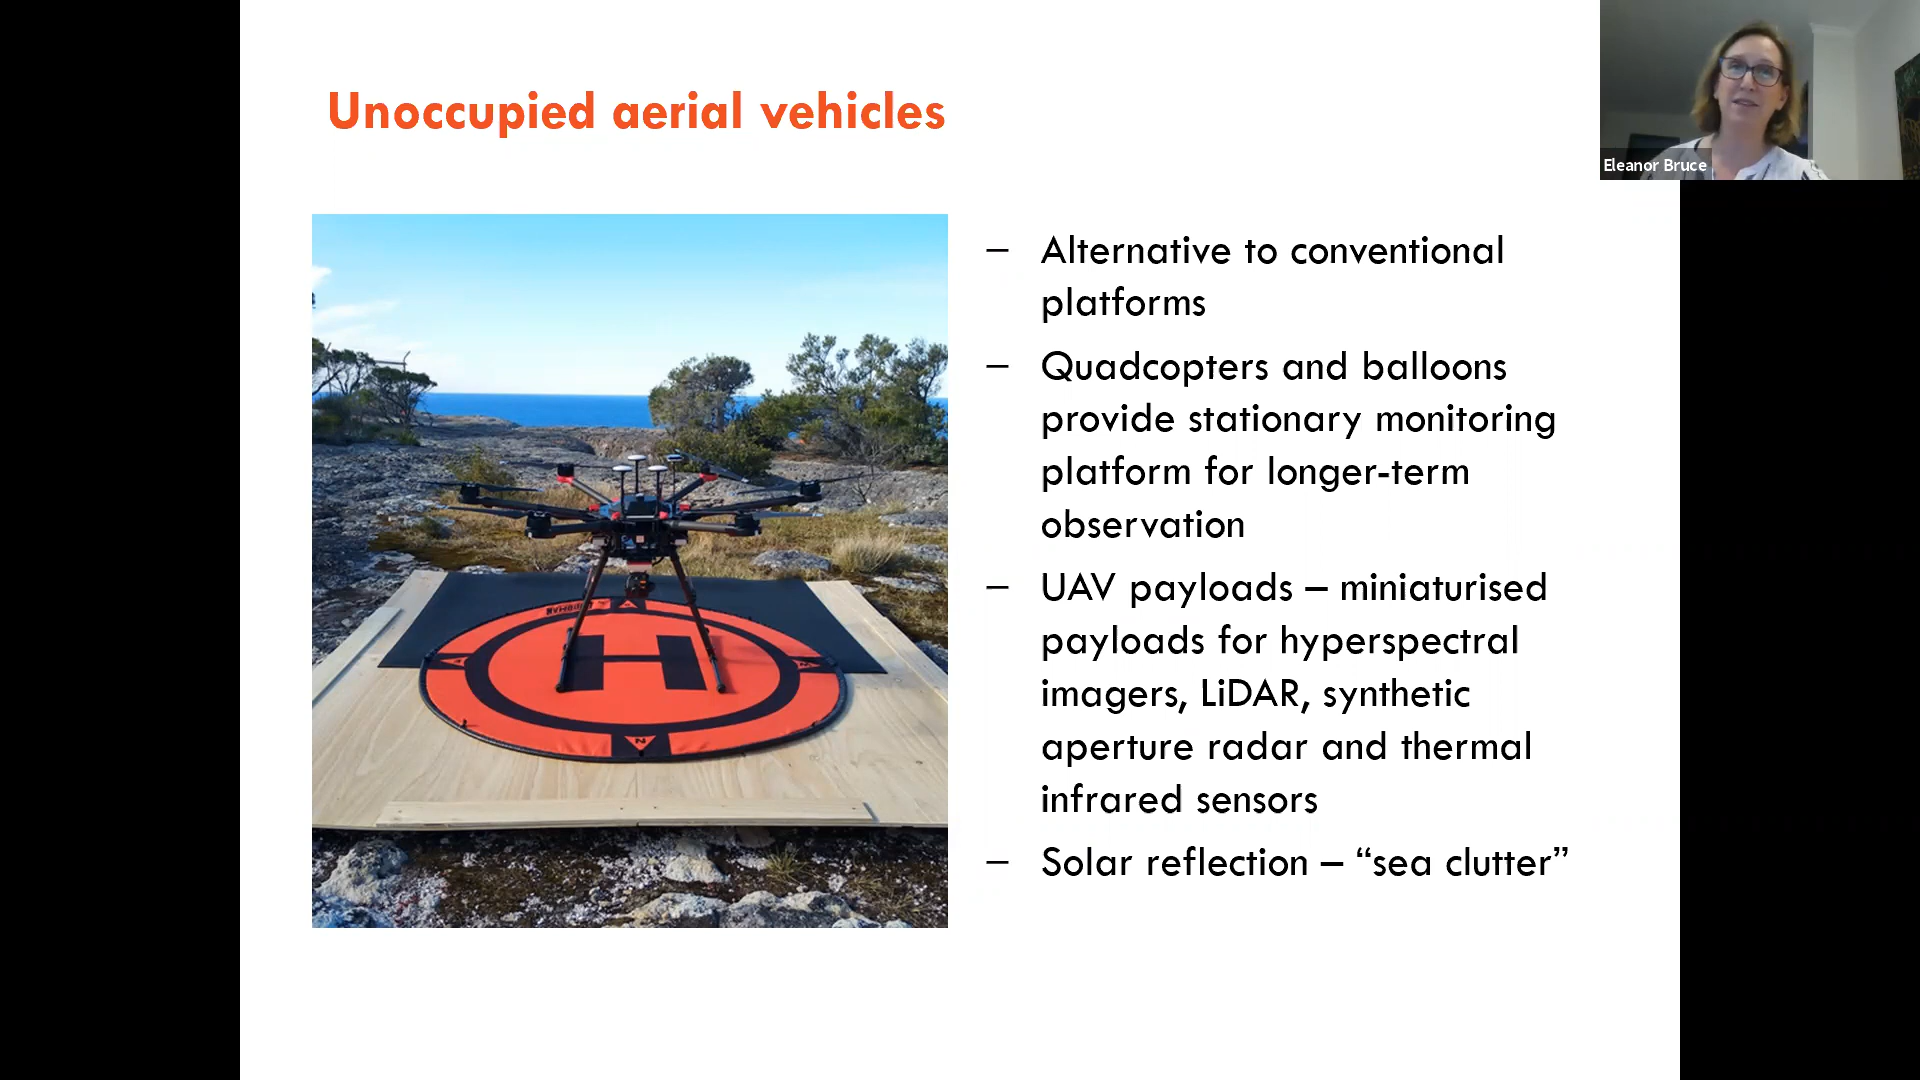 Unoccupied aerial vehicles
Eleanor Bruce
– Alternative to conventional
platforms
– Quadcopters and balloons
provide stationary monitoring
platform for longer-term
observation
– UAV payloads – miniaturised
payloads for hyperspectral
imagers, LiDAR, synthetic
aperture radar and thermal
infrared sensors
– Solar reflection – “sea clutter”
H
N